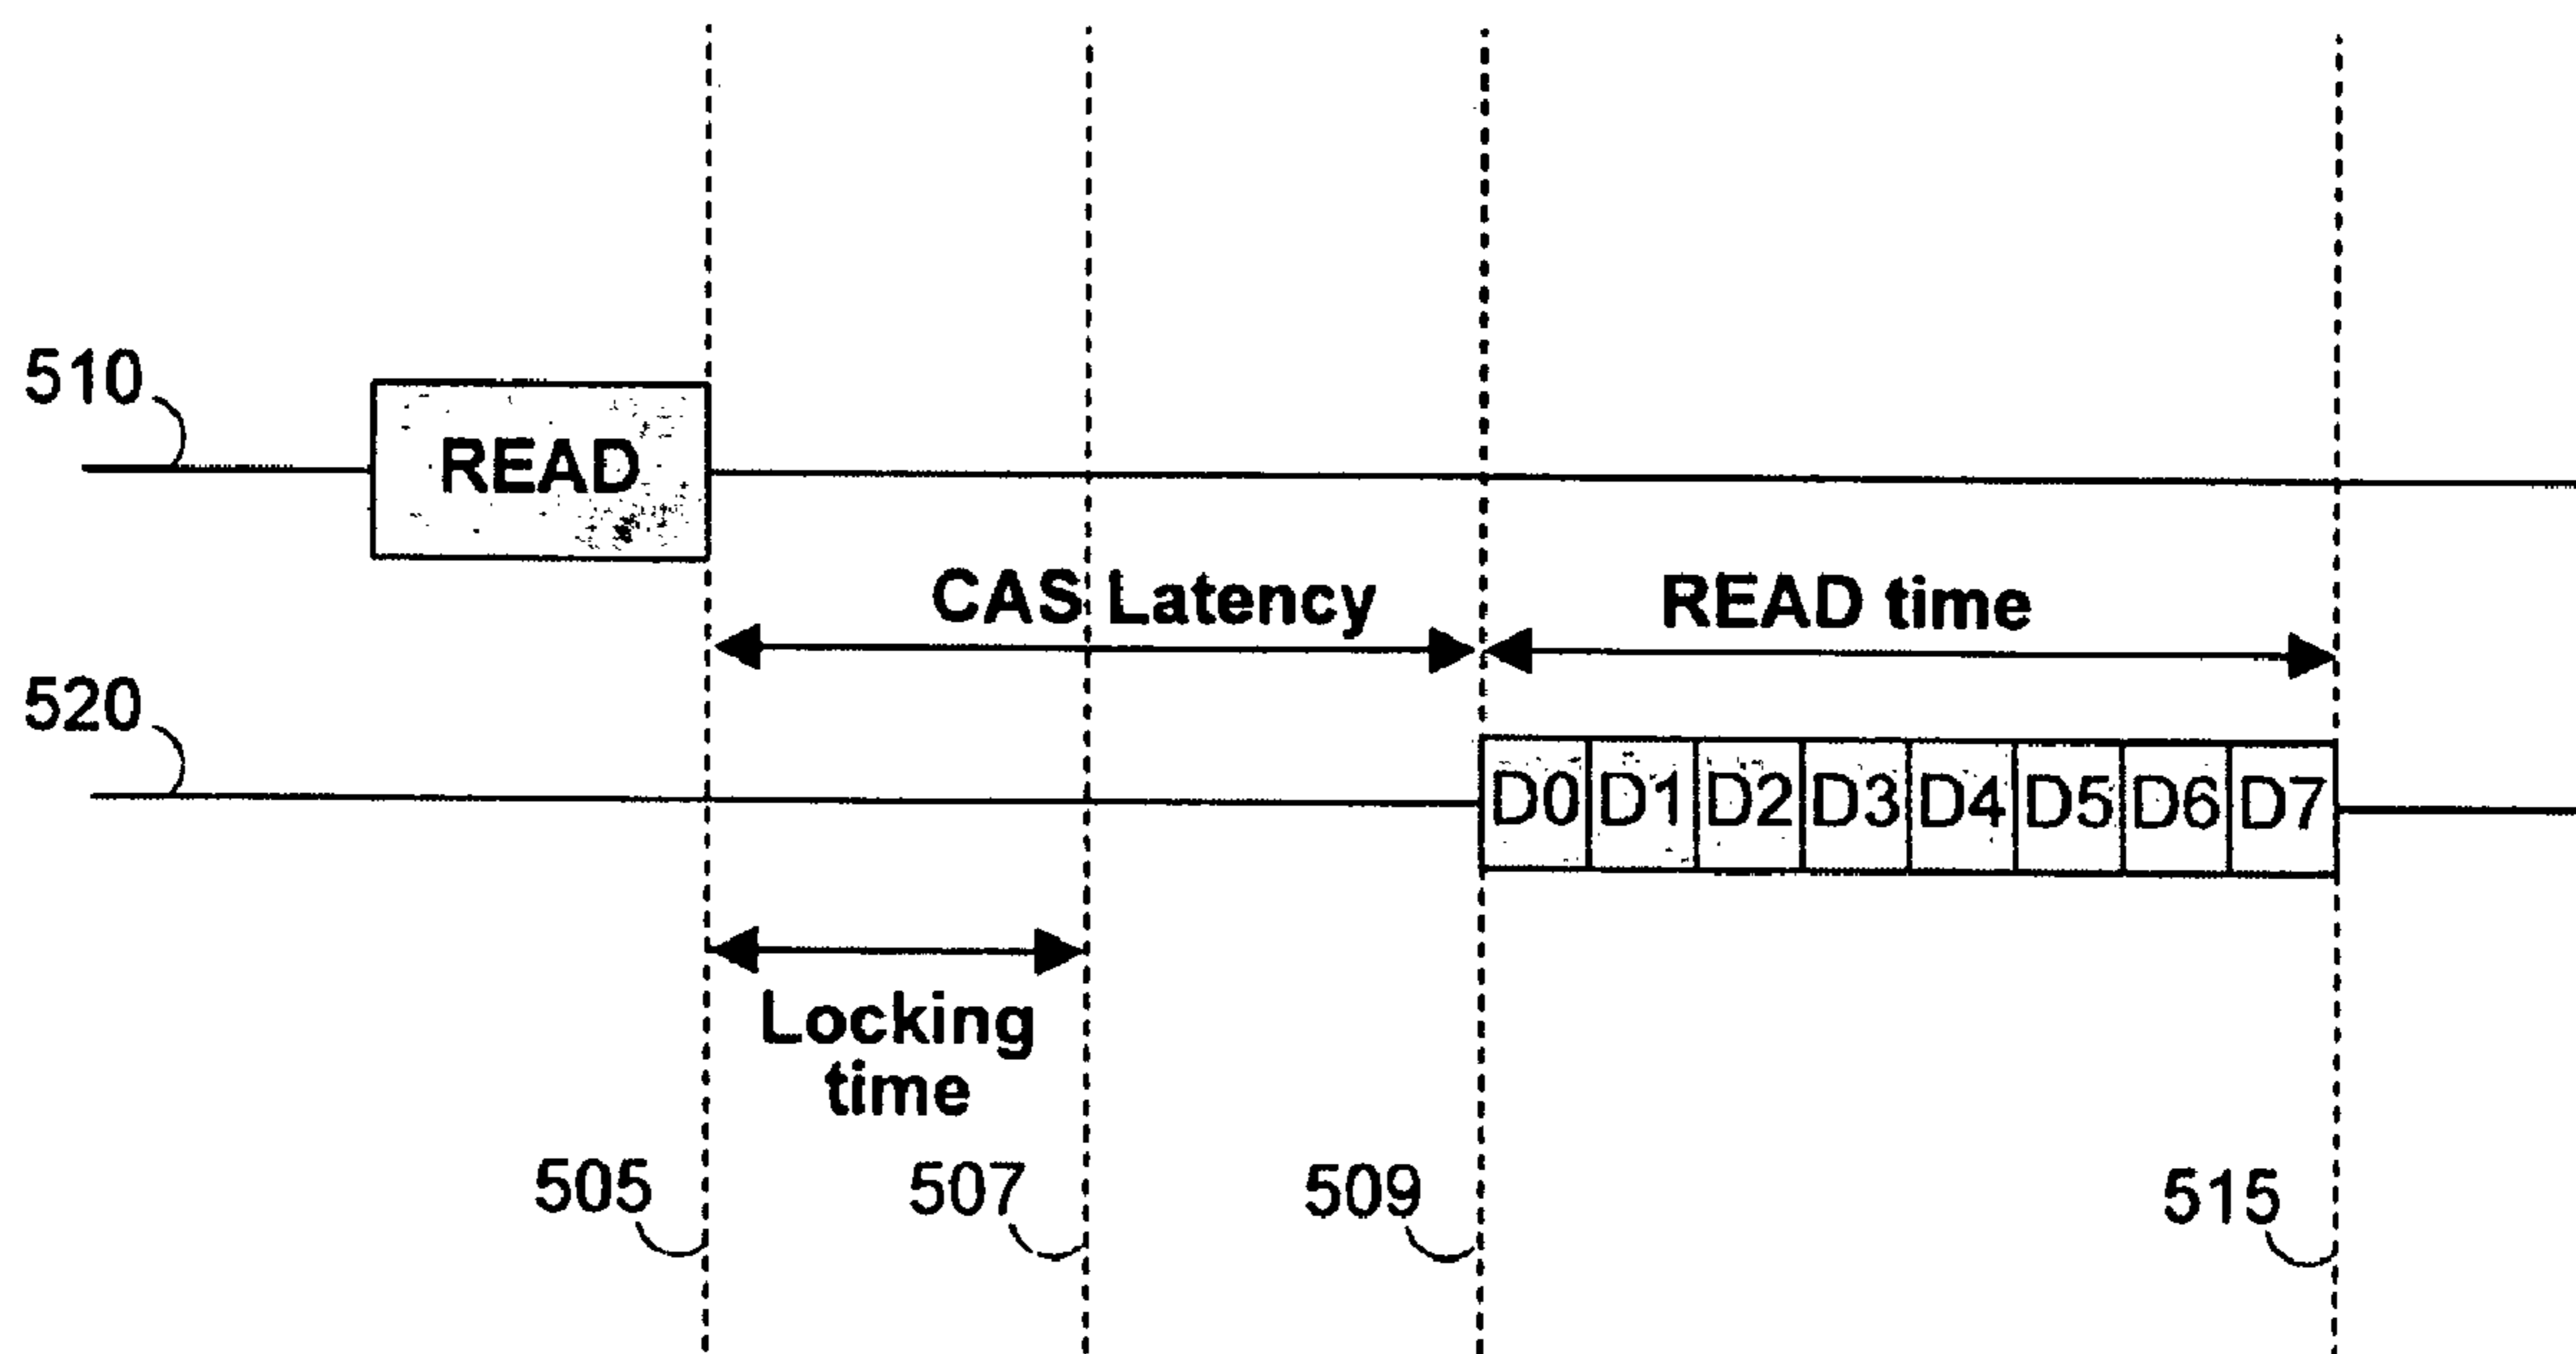 510
READ
CAS Latency
READ time
520
D0 D1 D2 D3 D4 D5 D6 D7
Locking
time
505
507
509
515